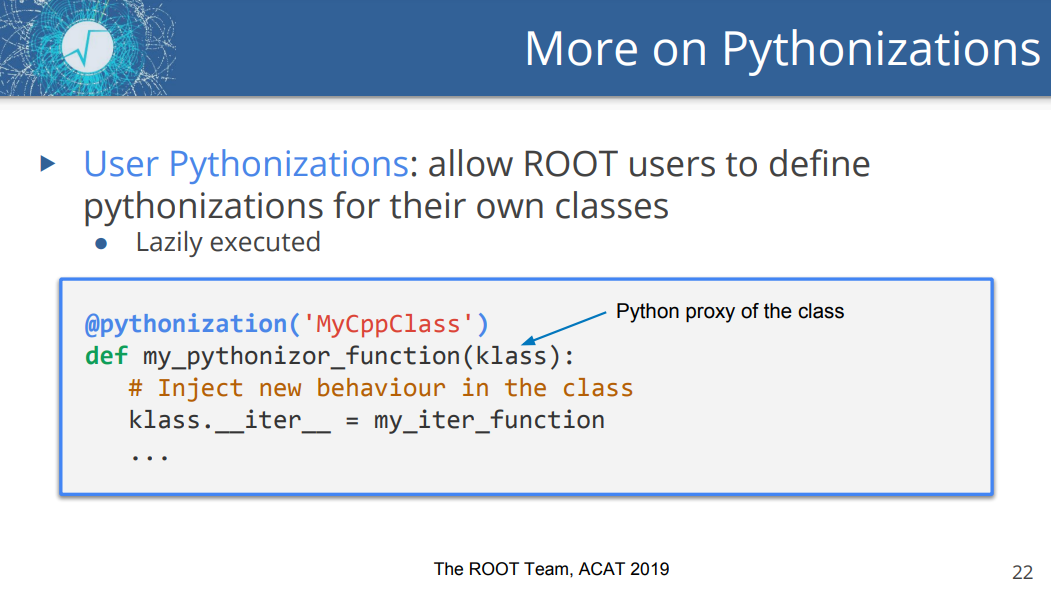 More on Pythonizations
User Pythonizations: allow ROOT users to define
pythonizations for their own classes
Lazily executed
Python proxy of the class
@pythonization('MyCppClass')
def my_pythonizor_function(klass):
# Inject new behaviour in the class
klass.__iter__ = my_iter_function
...
The ROOT Team, ACAT 2019
22